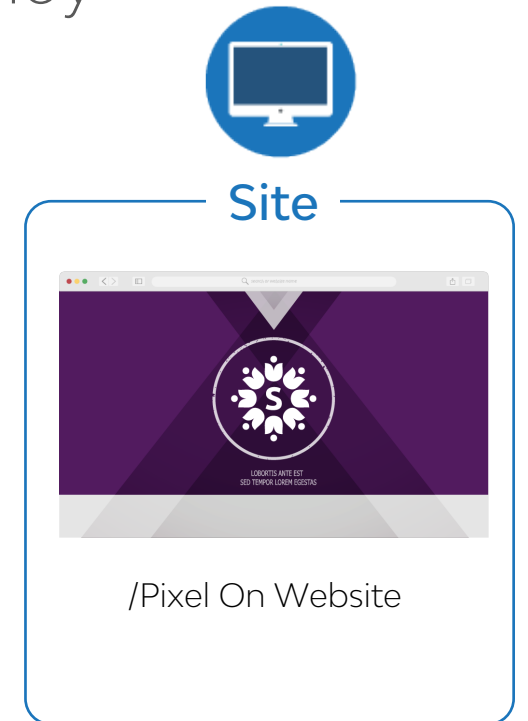 Site
S
LOBORTIS ANTE EST
SED TEMPOR LOREM EGESTAS
/Pixel On Website